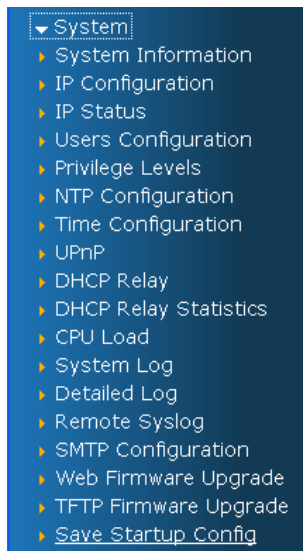 System
System Information
IP Configuration
IP Status
Users Configuration
Privilege Levels
NTP Configuration
Time Configuration
UPnP
DHCP Relay
DHCP Relay Statistics
CPU Load
System Log
Detailed Log
Remote Syslog
SMTP Configuration
Web Firmware Upgrade
TFTP Firmware Upgrade
Save Startup Config